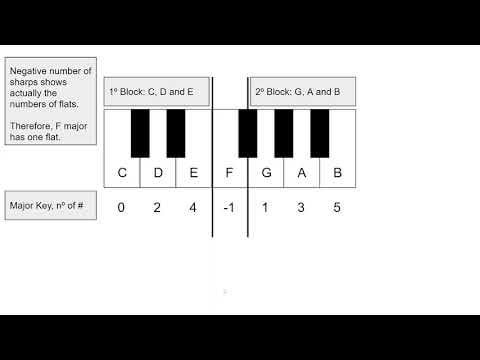 Negative number of
sharps shows
actually the
numbers of flats.
Therefore, F major
has one flat.
1º Block: C, D and E
2º Block: G, A and B
C D E F G A B
Major Key, nº of #
0 2 4 -1 1 3 5